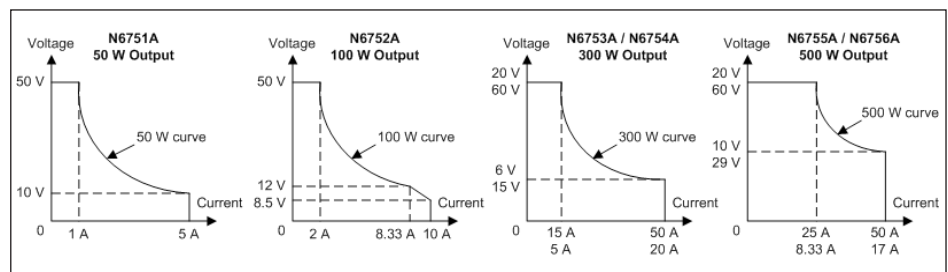 N6751A
50 W Output
Voltage
50 V
50 W curve
10 V
Current
0
1 A
5 A
N6752A
100 W Output
Voltage
50 V
100 W curve
12 V
8.5 V
Current
0
2 A
8.33 A
10 A
N6753A / N6754A
300 W Output
Voltage
20 V
60 V
300 W curve
6 V
15 V
Current
0
15 A
5 A
50 A
20 A
N6755A / N6756A
500 W Output
Voltage
20 V
60 V
500 W curve
10 V
29 V
Current
0
25 A
8.33 A
50 A
17 A